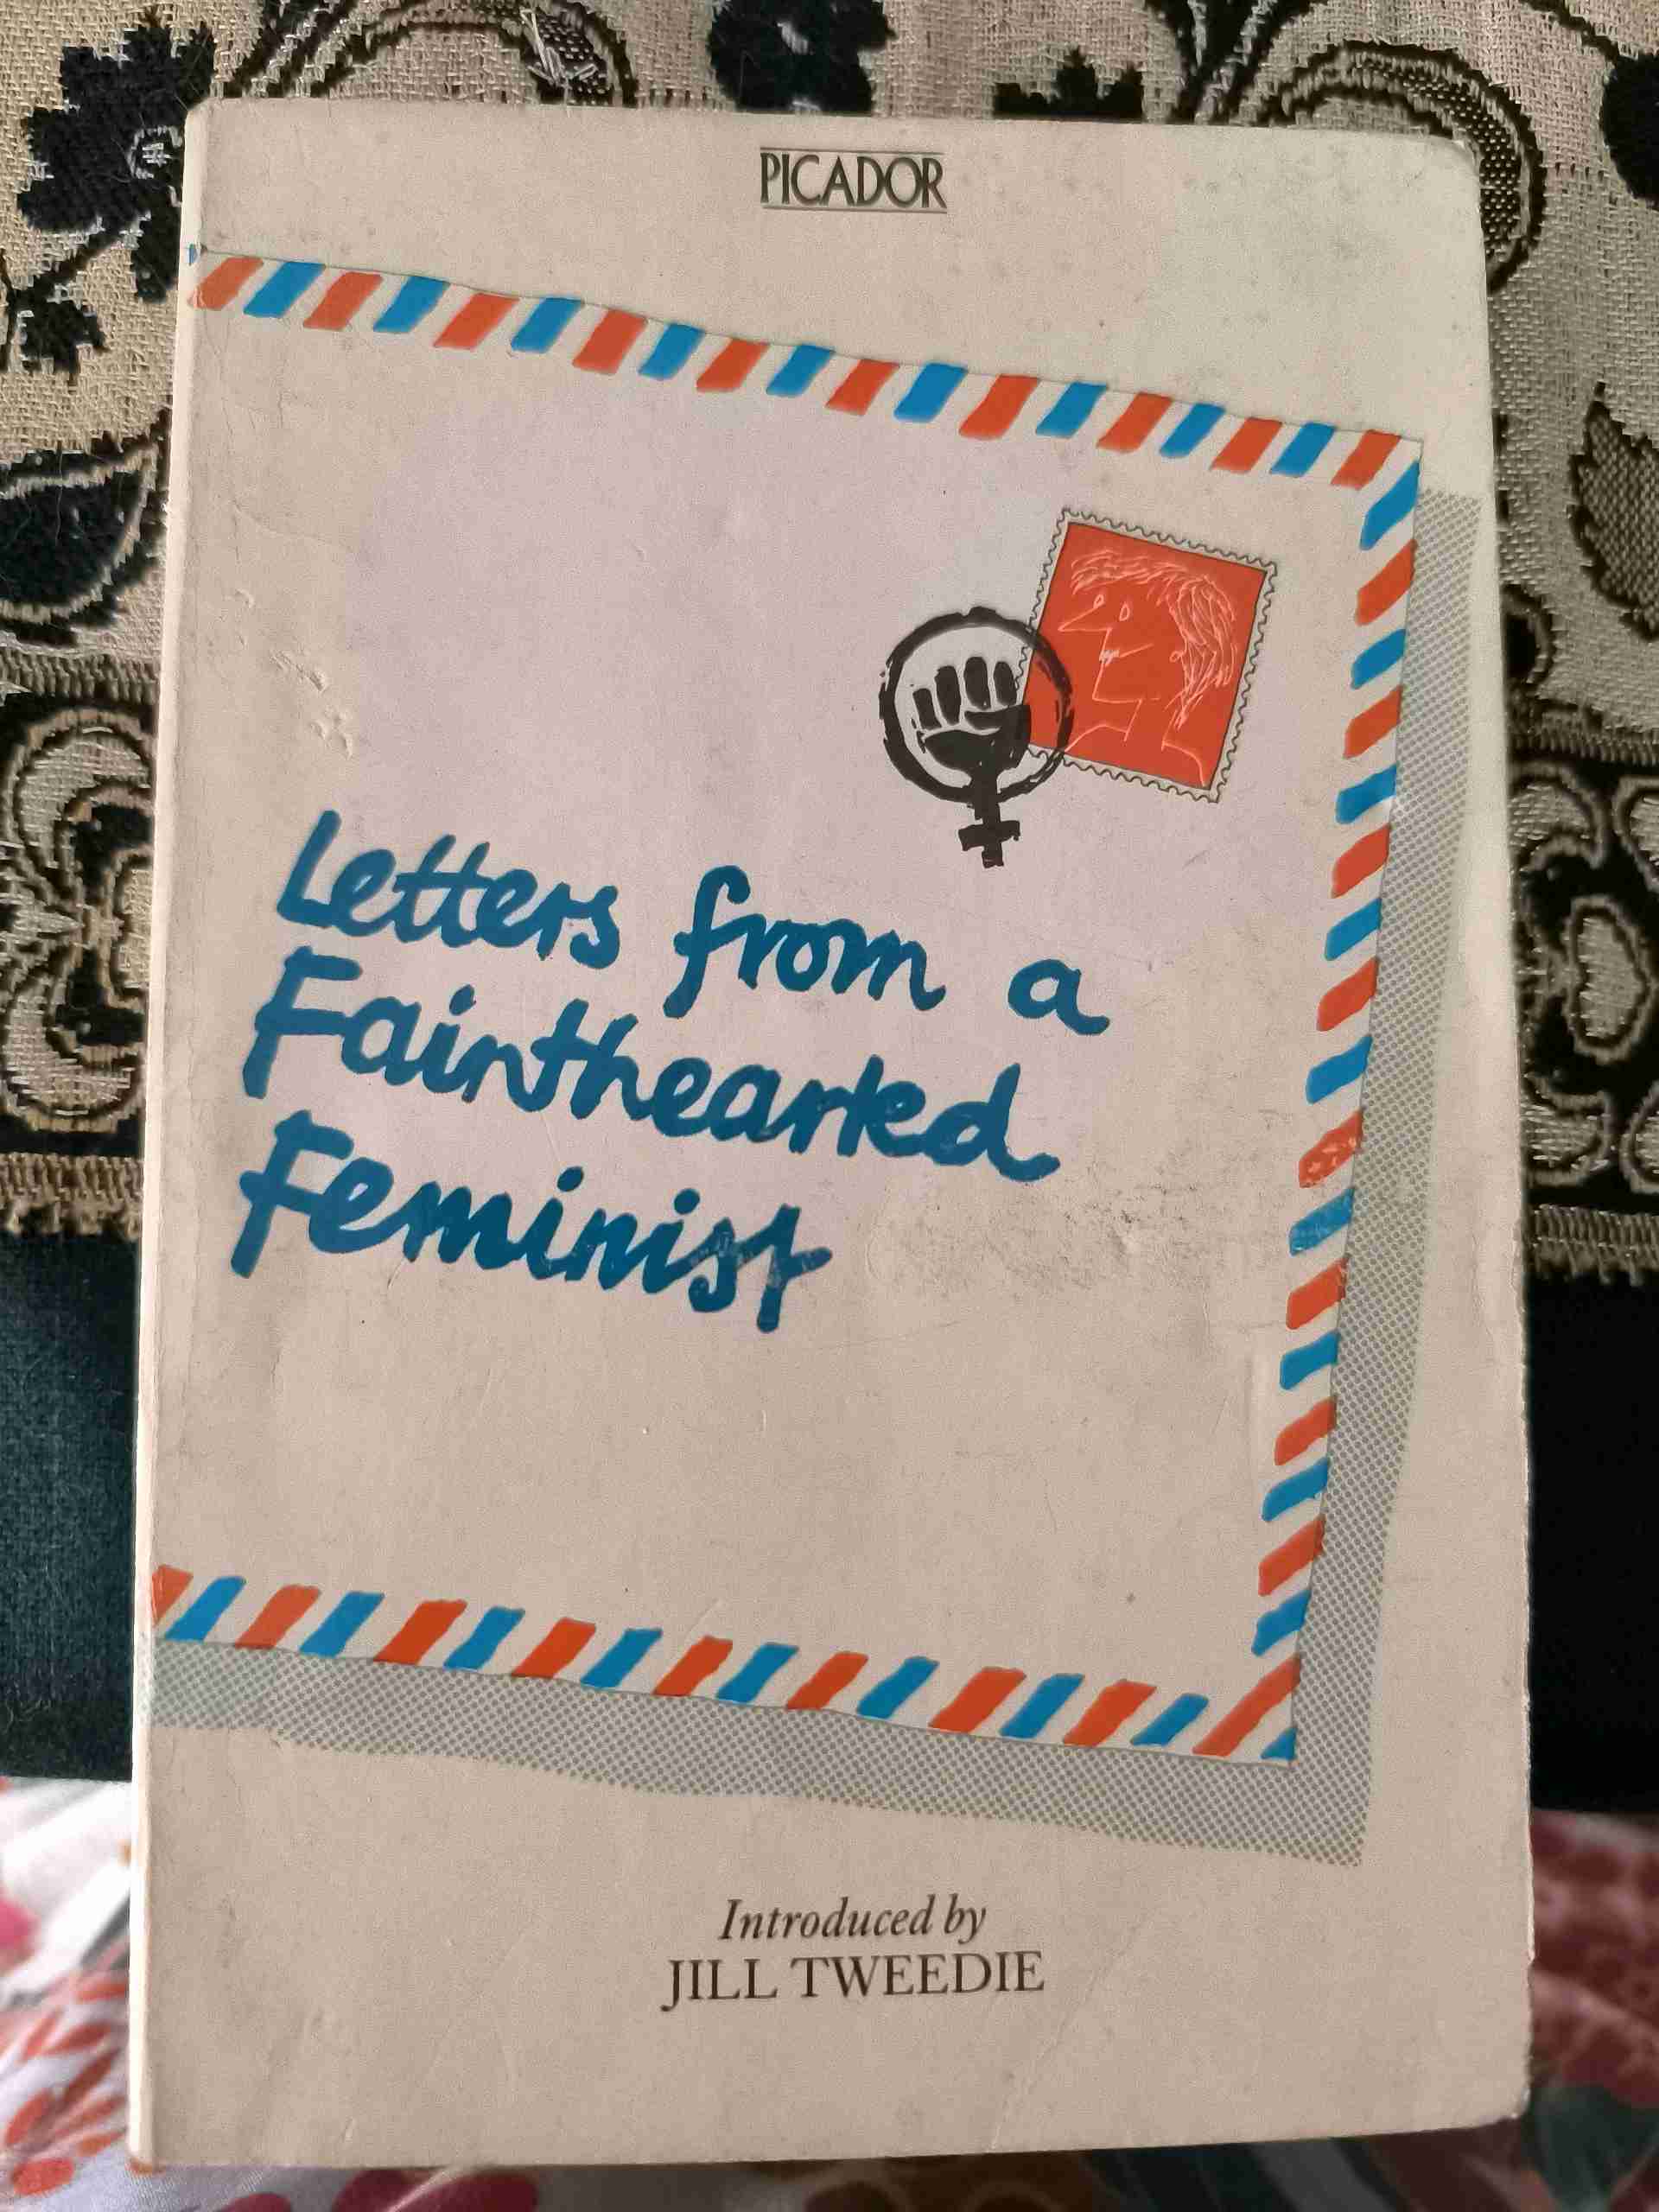 PICADOR
Letters from a
Fainthearted
Feminist
Introduced by
JILL TWEEDIE